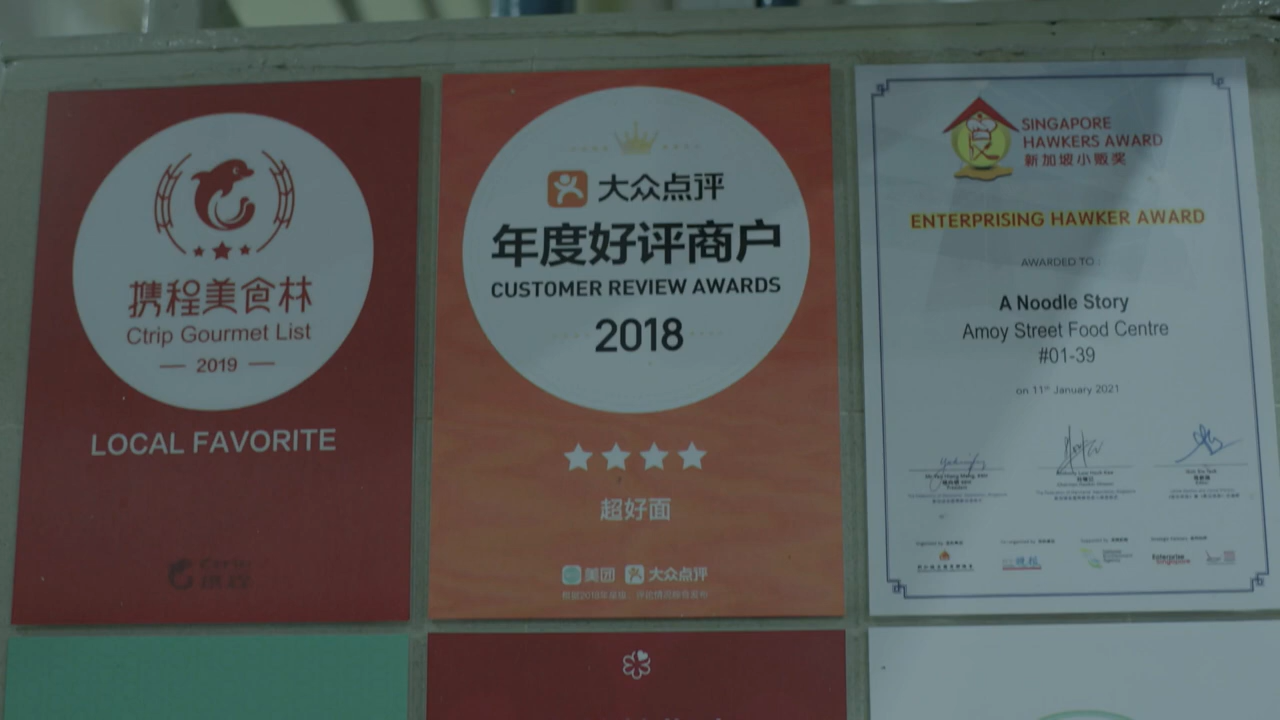 携程美食林
Ctrip Gourmet List
2019
LOCAL FAVORITE
大众点评
年度好评商户
CUSTOMER REVIEW AWARDS
2018
超好面
美团 大众点评
SINGAPORE
HAWKERS AWARD
新加坡小贩奖
ENTERPRISING HAWKER AWARD
AWARDED TO :
A Noodle Story
Amoy Street Food Centre
#01-39
on 11th January 2021